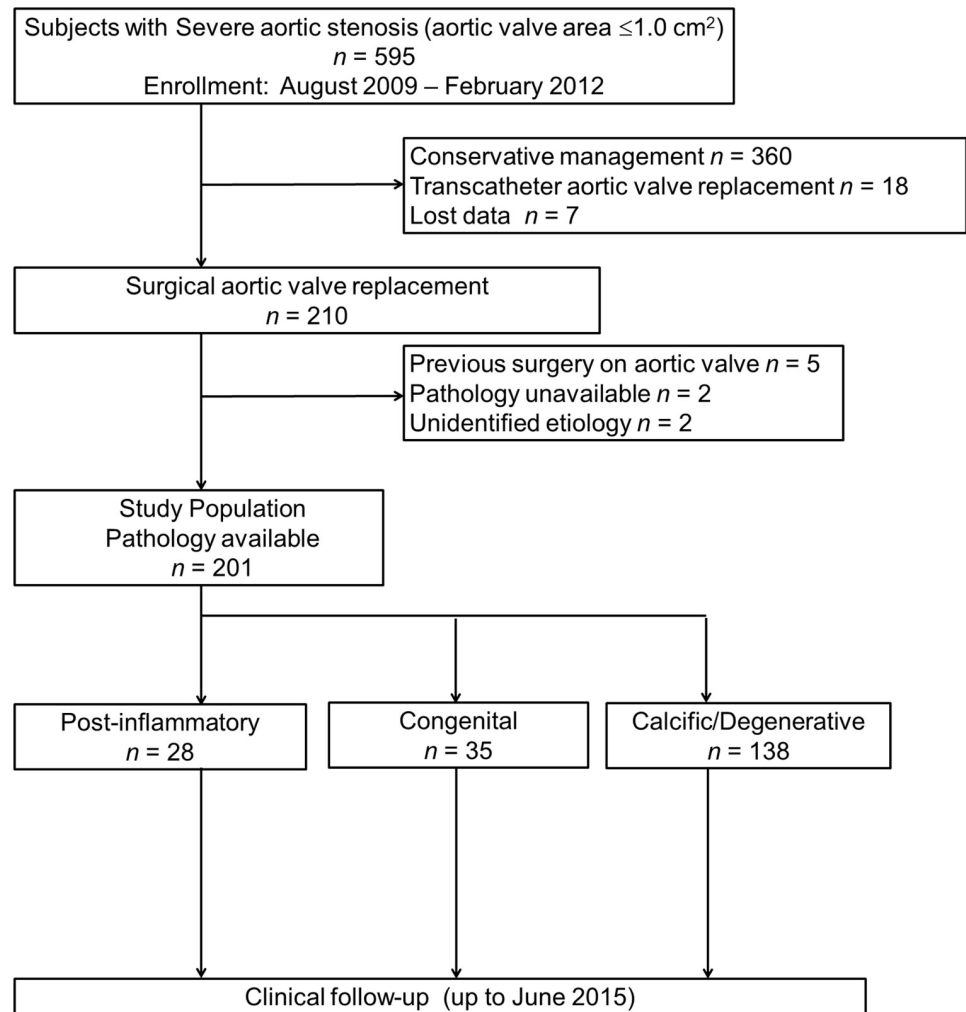 Subjects with Severe aortic stenosis (aortic valve area ≤1.0 cm²)
n = 595
Enrollment: August 2009 – February 2012
Conservative management n = 360
Transcatheter aortic valve replacement n = 18
Lost data n = 7
Surgical aortic valve replacement
n = 210
Previous surgery on aortic valve n = 5
Pathology unavailable n = 2
Unidentified etiology n = 2
Study Population
Pathology available
n = 201
Post-inflammatory
n = 28
Congenital
n = 35
Calcific/Degenerative
n = 138
Clinical follow-up (up to June 2015)